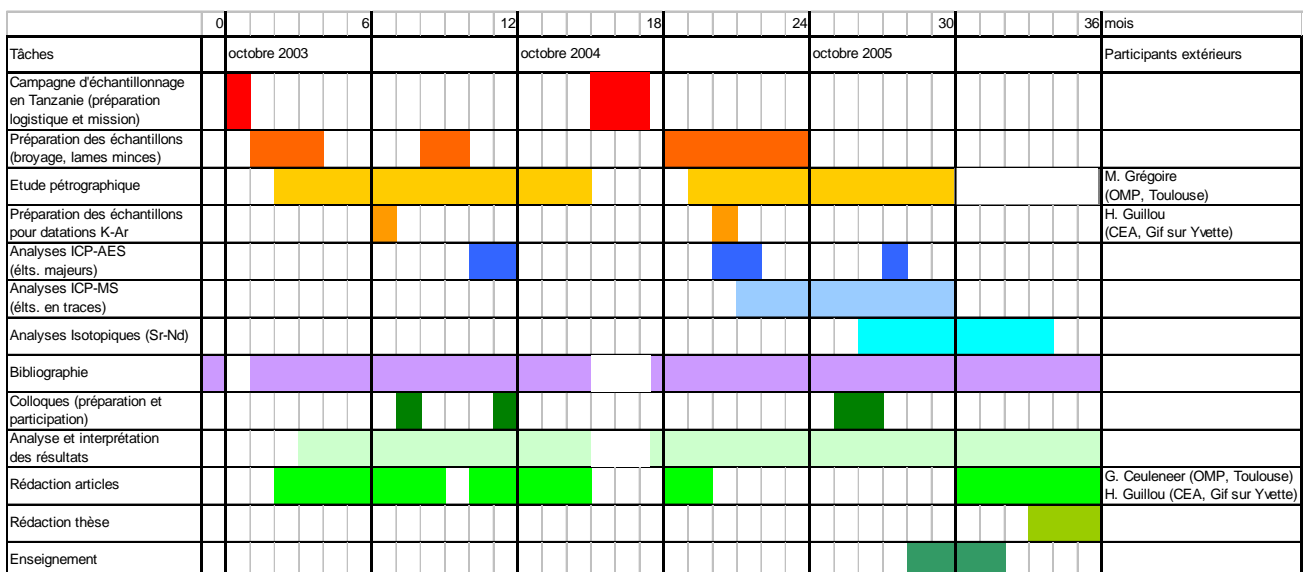 0 6 12 18 24 30 36 mois
Tâches octobre 2003 octobre 2004 octobre 2005 Participants extérieurs
Campagne d'échantillonnage
en Tanzanie (préparation
logistique et mission)
Préparation des échantillons
(broyage, lames minces)
Etude pétrographique
M. Grégoire
(OMP, Toulouse)
Préparation des échantillons
pour datations K-Ar
H. Guillou
(CEA, Gif sur Yvette)
Analyses ICP-AES
(élts. majeurs)
Analyses ICP-MS
(élts. en traces)
Analyses Isotopiques (Sr-Nd)
Bibliographie
Colloques (préparation et
participation)
Analyse et interprétation
des résultats
Rédaction articles
G. Ceuleneer (OMP, Toulouse)
H. Guillou (CEA, Gif sur Yvette)
Rédaction thèse
Enseignement